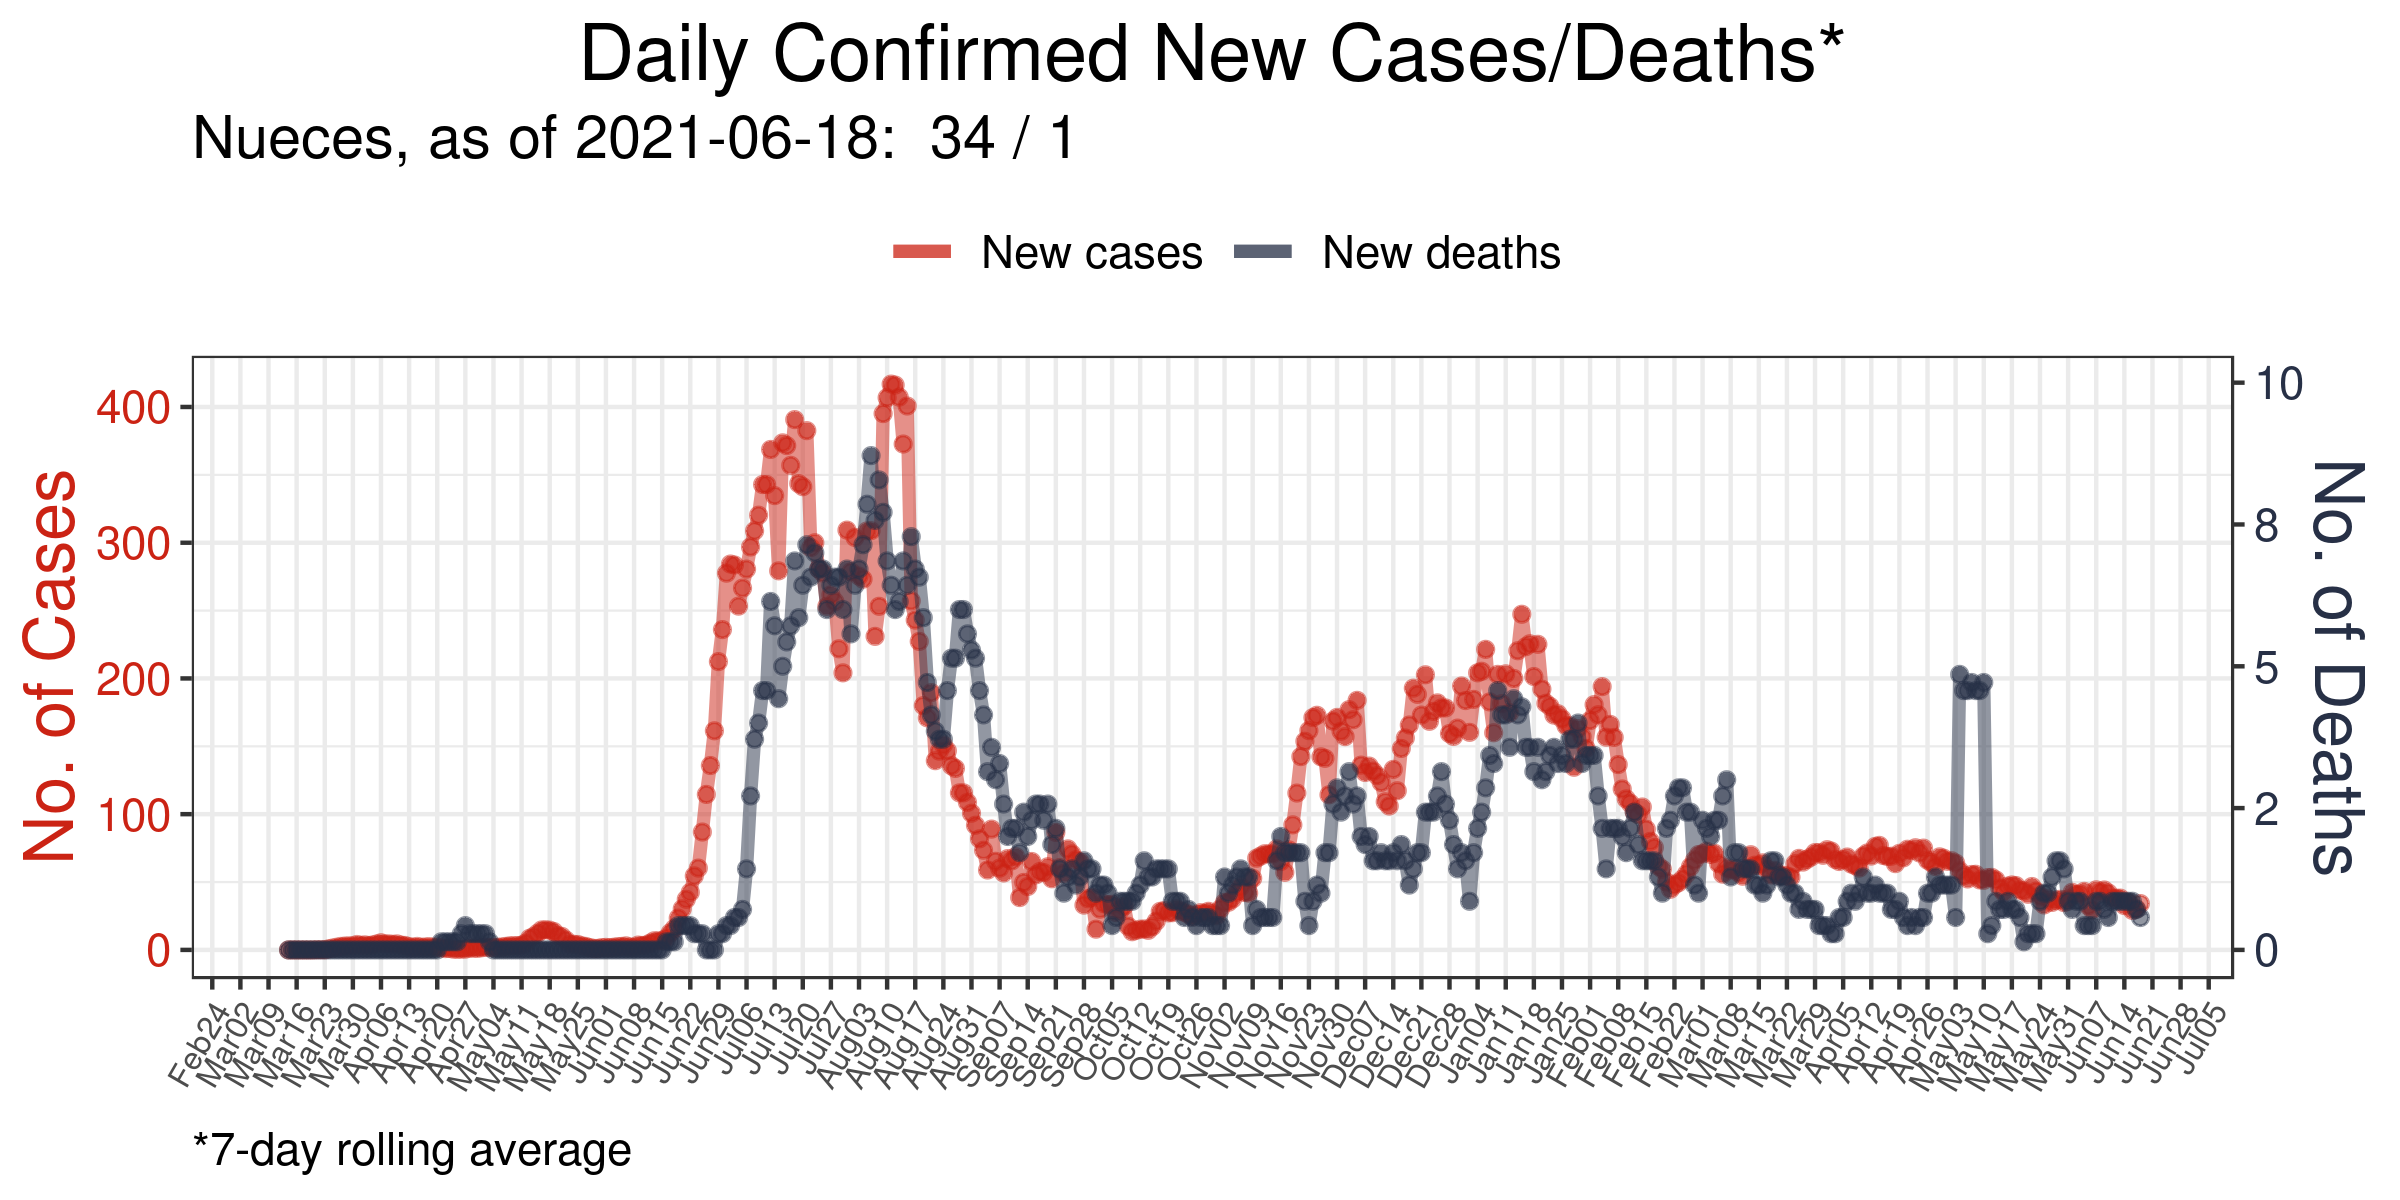 Daily Confirmed New Cases/Deaths*
Nueces, as of 2021-06-18:  34 / 1
New cases
New deaths
No. of Cases
400
300
200
100
0
10
8
5
2
0
No. of Deaths
Feb24
Mar02
Mar09
Mar16
Mar23
Mar30
Apr06
Apr13
Apr20
Apr27
May04
May11
May18
May25
Jun01
Jun08
Jun15
Jun22
Jun29
Jul06
Jul13
Jul20
Jul27
Aug03
Aug10
Aug17
Aug24
Aug31
Sep07
Sep14
Sep21
Sep28
Oct05
Oct12
Oct19
Oct26
Nov02
Nov09
Nov16
Nov23
Nov30
Dec07
Dec14
Dec21
Dec28
Jan04
Jan11
Jan18
Jan25
Feb01
Feb08
Feb15
Feb22
Mar01
Mar08
Mar15
Mar22
Mar29
Apr05
Apr12
Apr19
Apr26
May03
May10
May17
May24
May31
Jun07
Jun14
Jun21
Jun28
Jul05
*7-day rolling average